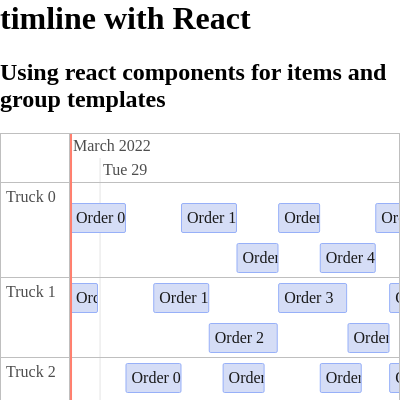 timline with React
Using react components for items and
group templates
March 2022
Tue 29
Truck 0
Order 0 Order 1 Order Or
Order Order 4
Truck 1
Ord Order 1 Order 3
Order 2 Order
Truck 2
Order 0 Order Order